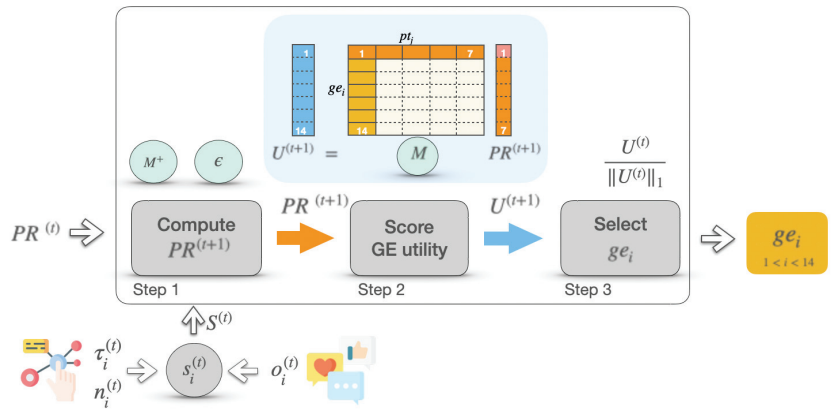 pt_j
1
1 7 1
ge_i
14 14 7
U^{(t+1)} = M PR^{(t+1)}
\frac{U^{(t)}}{\|U^{(t)}\|_1}
M^+ ϵ
PR^{(t)}
Compute
PR^{(t+1)}
Step 1
PR^{(t+1)}
Score
GE utility
Step 2
U^{(t+1)}
Select
ge_i
Step 3
ge_i
1 < i < 14
S^{(t)}
τ_i^{(t)}
n_i^{(t)}
s_i^{(t)}
o_i^{(t)}